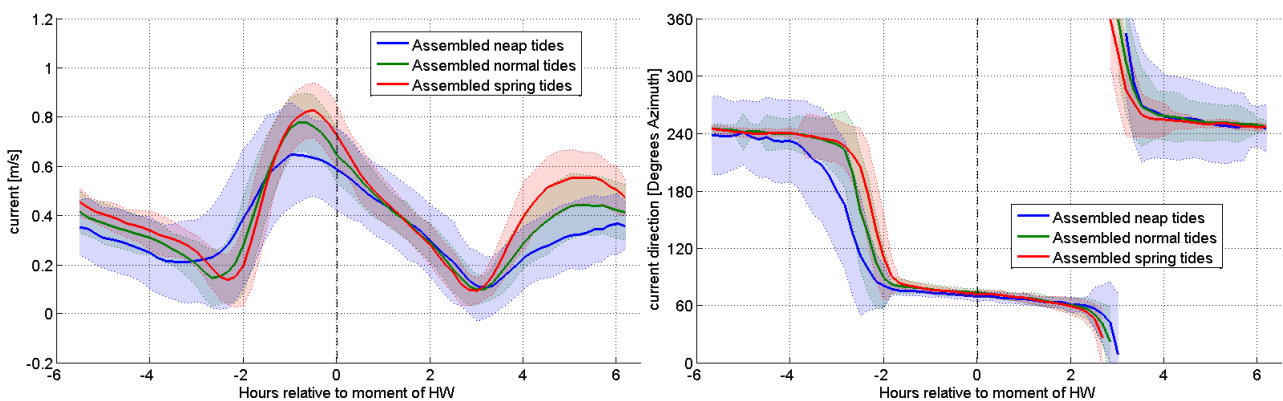 1.2
1
0.8
0.6
0.4
0.2
0
-0.2
current [m/s]
Assembled neap tides
Assembled normal tides
Assembled spring tides
-6
-4
-2
0
2
4
6
Hours relative to moment of HW
360
300
240
180
120
60
0
current direction [Degrees Azimuth]
Assembled neap tides
Assembled normal tides
Assembled spring tides
-6
-4
-2
0
2
4
6
Hours relative to moment of HW